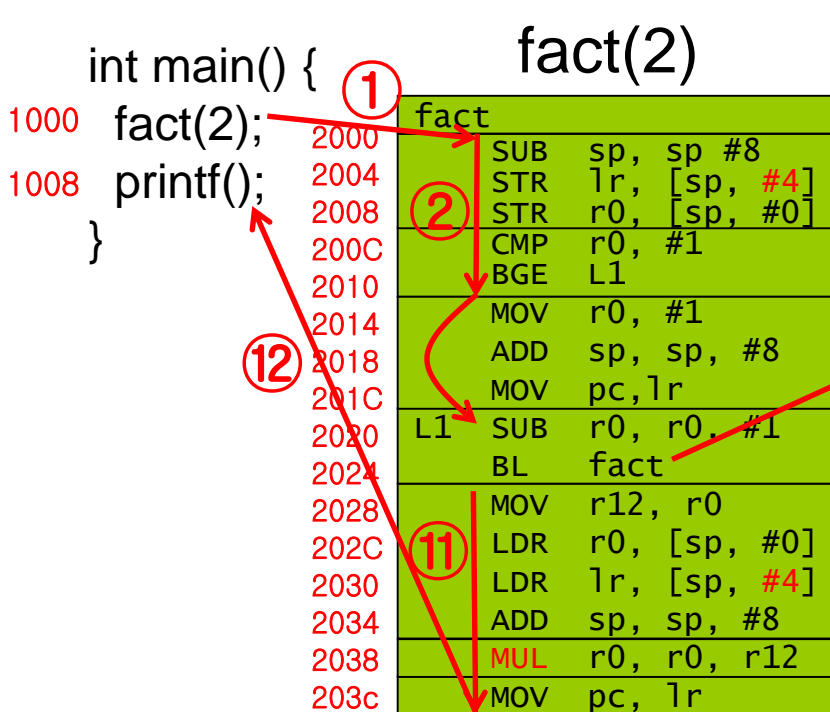 int main() {
1000 fact(2);
1008 printf();
}
fact(2)
①
②
⑪
⑫
fact
2000 SUB sp, sp #8
2004 STR lr, [sp, #4]
2008 STR r0, [sp, #0]
200C CMP r0, #1
2010 BGE L1
2014 MOV r0, #1
2018 ADD sp, sp, #8
201C MOV pc,lr
2020 L1 SUB r0, r0, #1
2024 BL fact
2028 MOV r12, r0
202C LDR r0, [sp, #0]
2030 LDR lr, [sp, #4]
2034 ADD sp, sp, #8
2038 MUL r0, r0, r12
203c MOV pc, lr